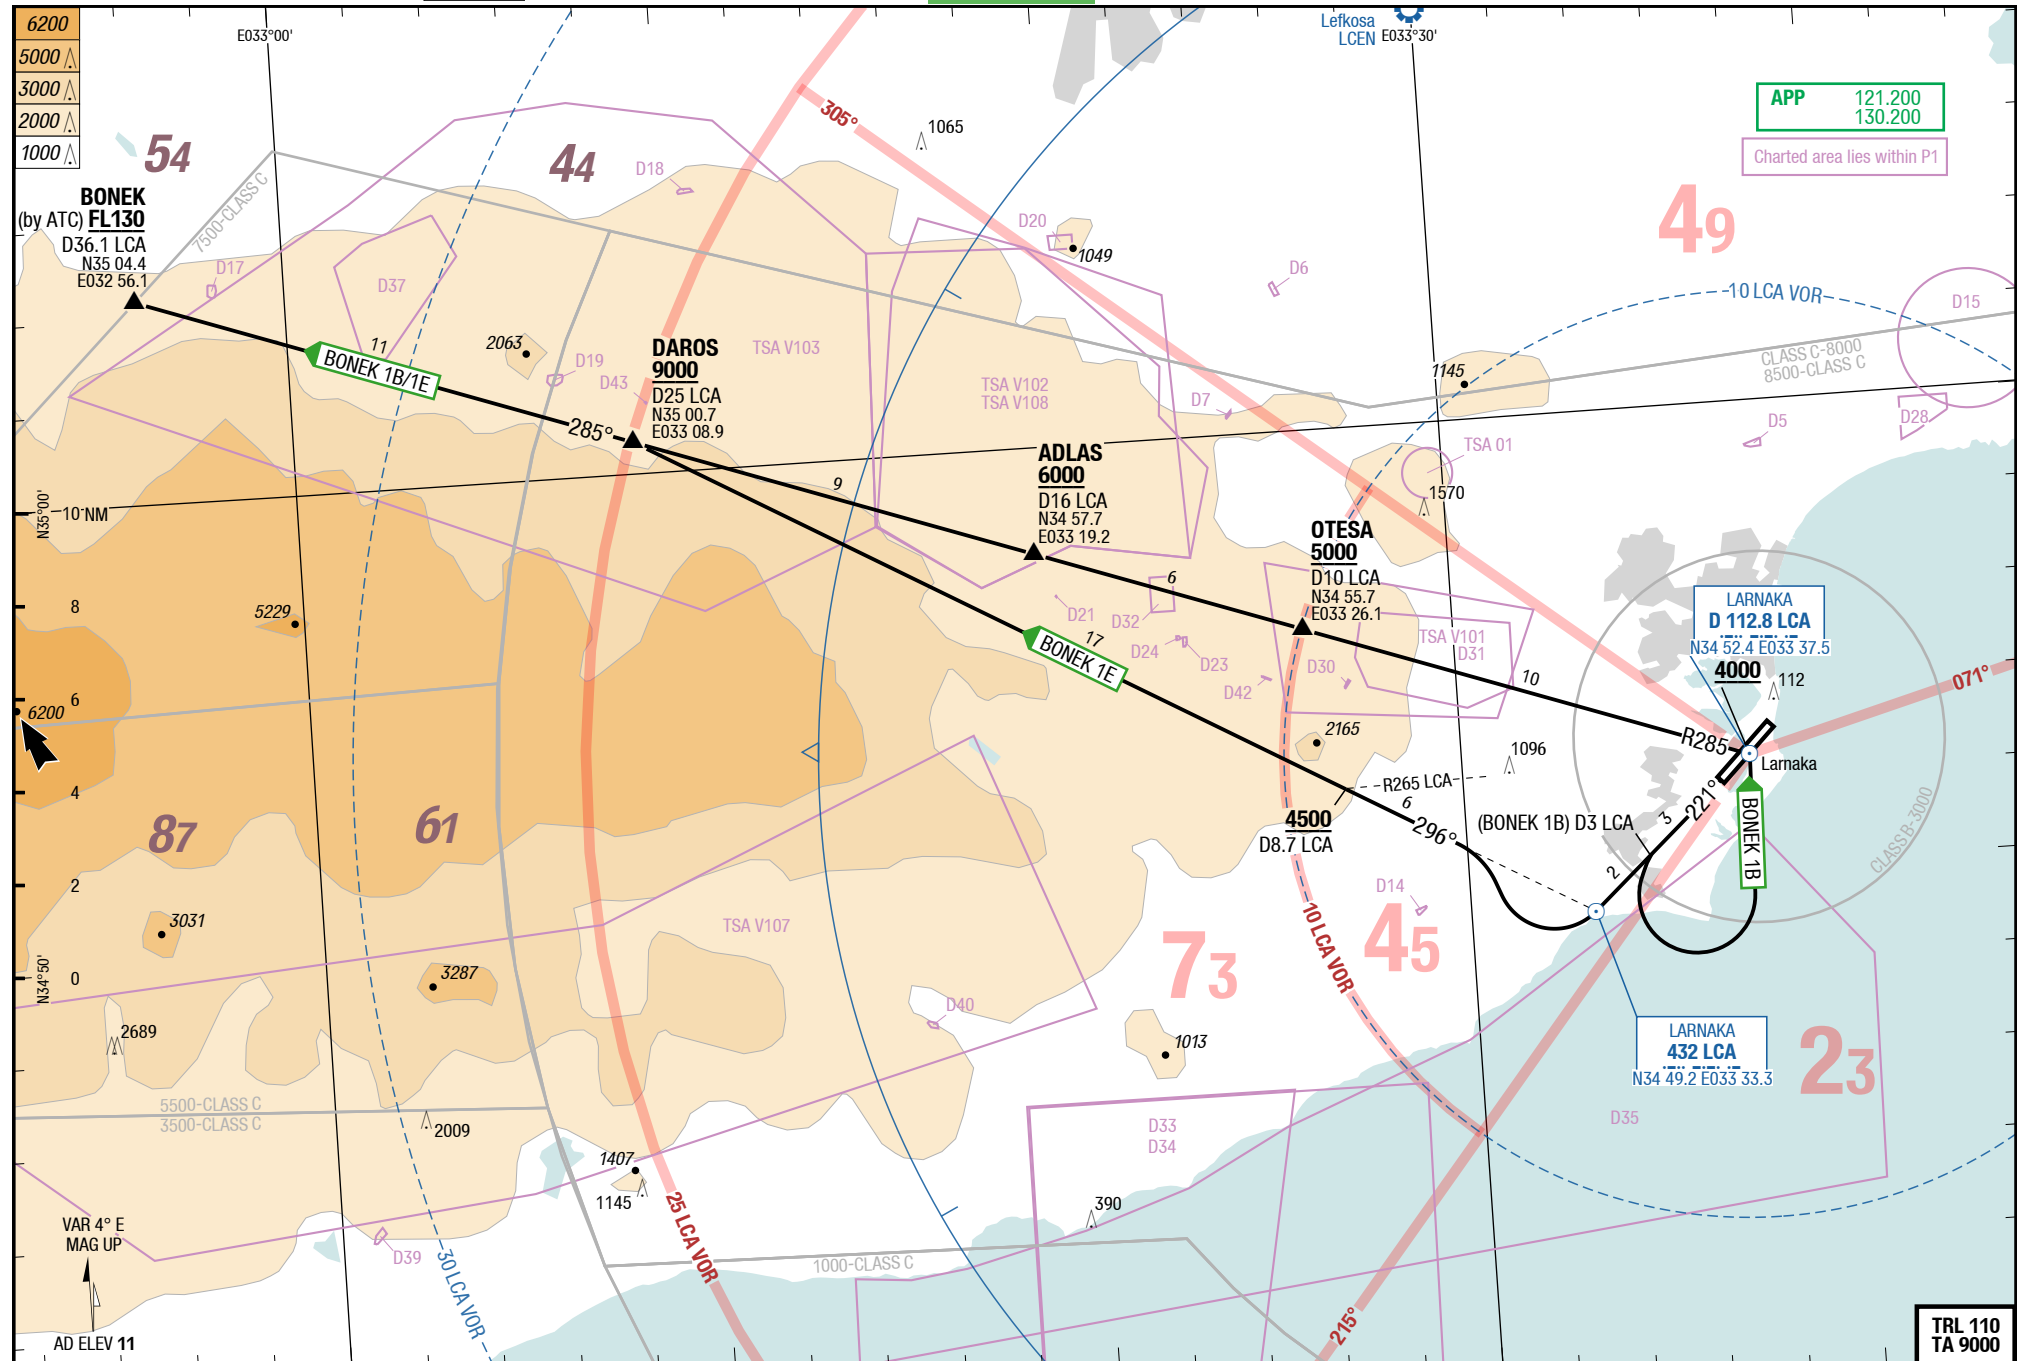 6200
5000
3000
2000
1000
E033°00'
Lefkosa
LCEN
E033°30'
APP 121.200
130.200
Charted area lies within P1
54
44
49
305°
1065
D18
D20
1049
D6
D15
7500-CLASS C
BONEK
(by ATC) FL130
D36.1 LCA
N35 04.4
E032 56.1
D17
D37
10 LCA VOR
CLASS C-8000
8500-CLASS C
11
BONEK 1B/1E
2063
D19
D43
285°
DAROS
9000
D25 LCA
N35 00.7
E033 08.9
TSA V103
TSA V102
TSA V108
D7
1145
D5
D28
TSA 01
1570
ADLAS
6000
D16 LCA
N34 57.7
E033 19.2
9
N35°00'
10 NM
8
6
4
2
0
N34°50'
OTESA
5000
D10 LCA
N34 55.7
E033 26.1
6
D21
D32
D24
D23
D42
D30
TSA V101
D31
17
BONEK 1E
10
LARNAKA
D 112.8 LCA
N34 52.4 E033 37.5
4000
112
071°
R285
Larnaka
5229
6200
2165
1096
R265 LCA
6
4500
D8.7 LCA
296°
(BONEK 1B) D3 LCA
3
221°
2
BONEK 1B
CLASS B-3000
87
61
3031
3287
TSA V107
D14
73
45
10 LCA VOR
D40
1013
LARNAKA
432 LCA
N34 49.2 E033 33.3
23
2689
5500-CLASS C
3500-CLASS C
2009
1407
1145
D33
D34
D35
390
VAR 4° E
MAG UP
D39
30 LCA VOR
25 LCA VOR
1000-CLASS C
215°
AD ELEV 11
TRL 110
TA 9000